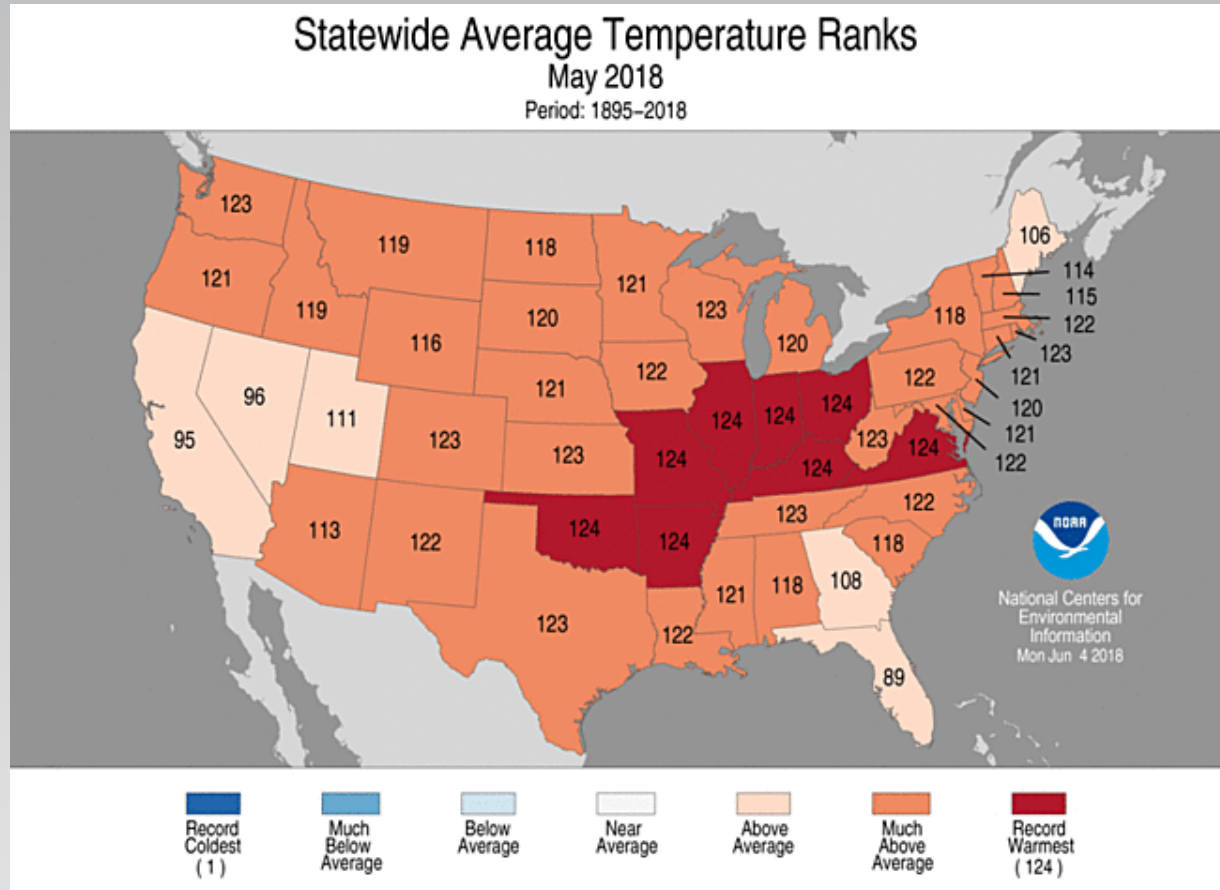 Statewide Average Temperature Ranks
May 2018
Period: 1895–2018
123
119
118
121
106
121
119
116
120
123
120
118
114
115
122
123
121
120
121
122
95
96
111
123
121
122
122
123
124
124
124
124
124
123
124
113
122
124
124
123
122
118
123
122
121
118
108
89
NOAA
National Centers for
Environmental
Information
Mon Jun 4 2018
Record
Coldest
( 1 )
Much
Below
Average
Below
Average
Near
Average
Above
Average
Much
Above
Average
Record
Warmest
( 124 )